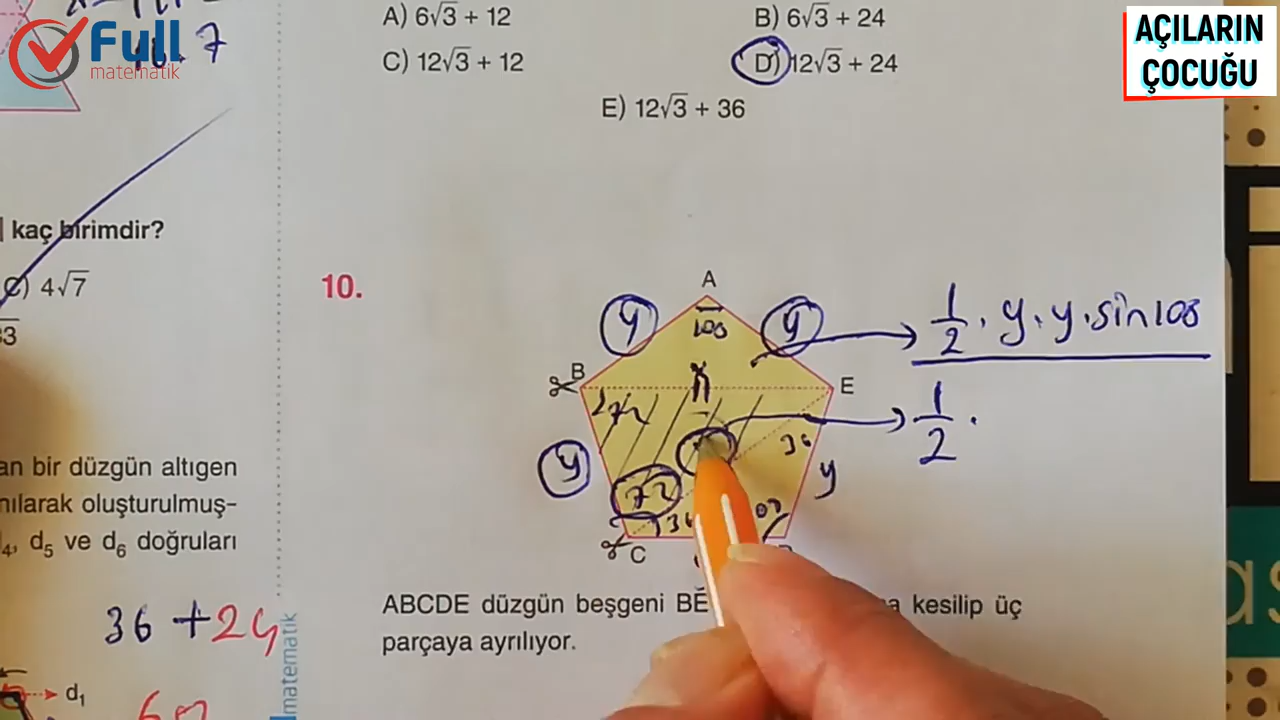 Full
matematik
. 7
AÇILARIN
ÇOCUĞU
A) 6√3 + 12
B) 6√3 + 24
C) 12√3 + 12
D) 12√3 + 24
E) 12√3 + 36
kaç birimdir?
C) 4√7
an bir düzgün altıgen
nılarak oluşturulmuş-
d5 ve d6 doğruları
36 + 24
d1
matematik
10.
A
y
y
108
1/2 . y . y . sin108
B
x
E
72
1/2 .
y
36
y
72
36
C
ABCDE düzgün beşgeni BE
kesilip üç
parçaya ayrılıyor.